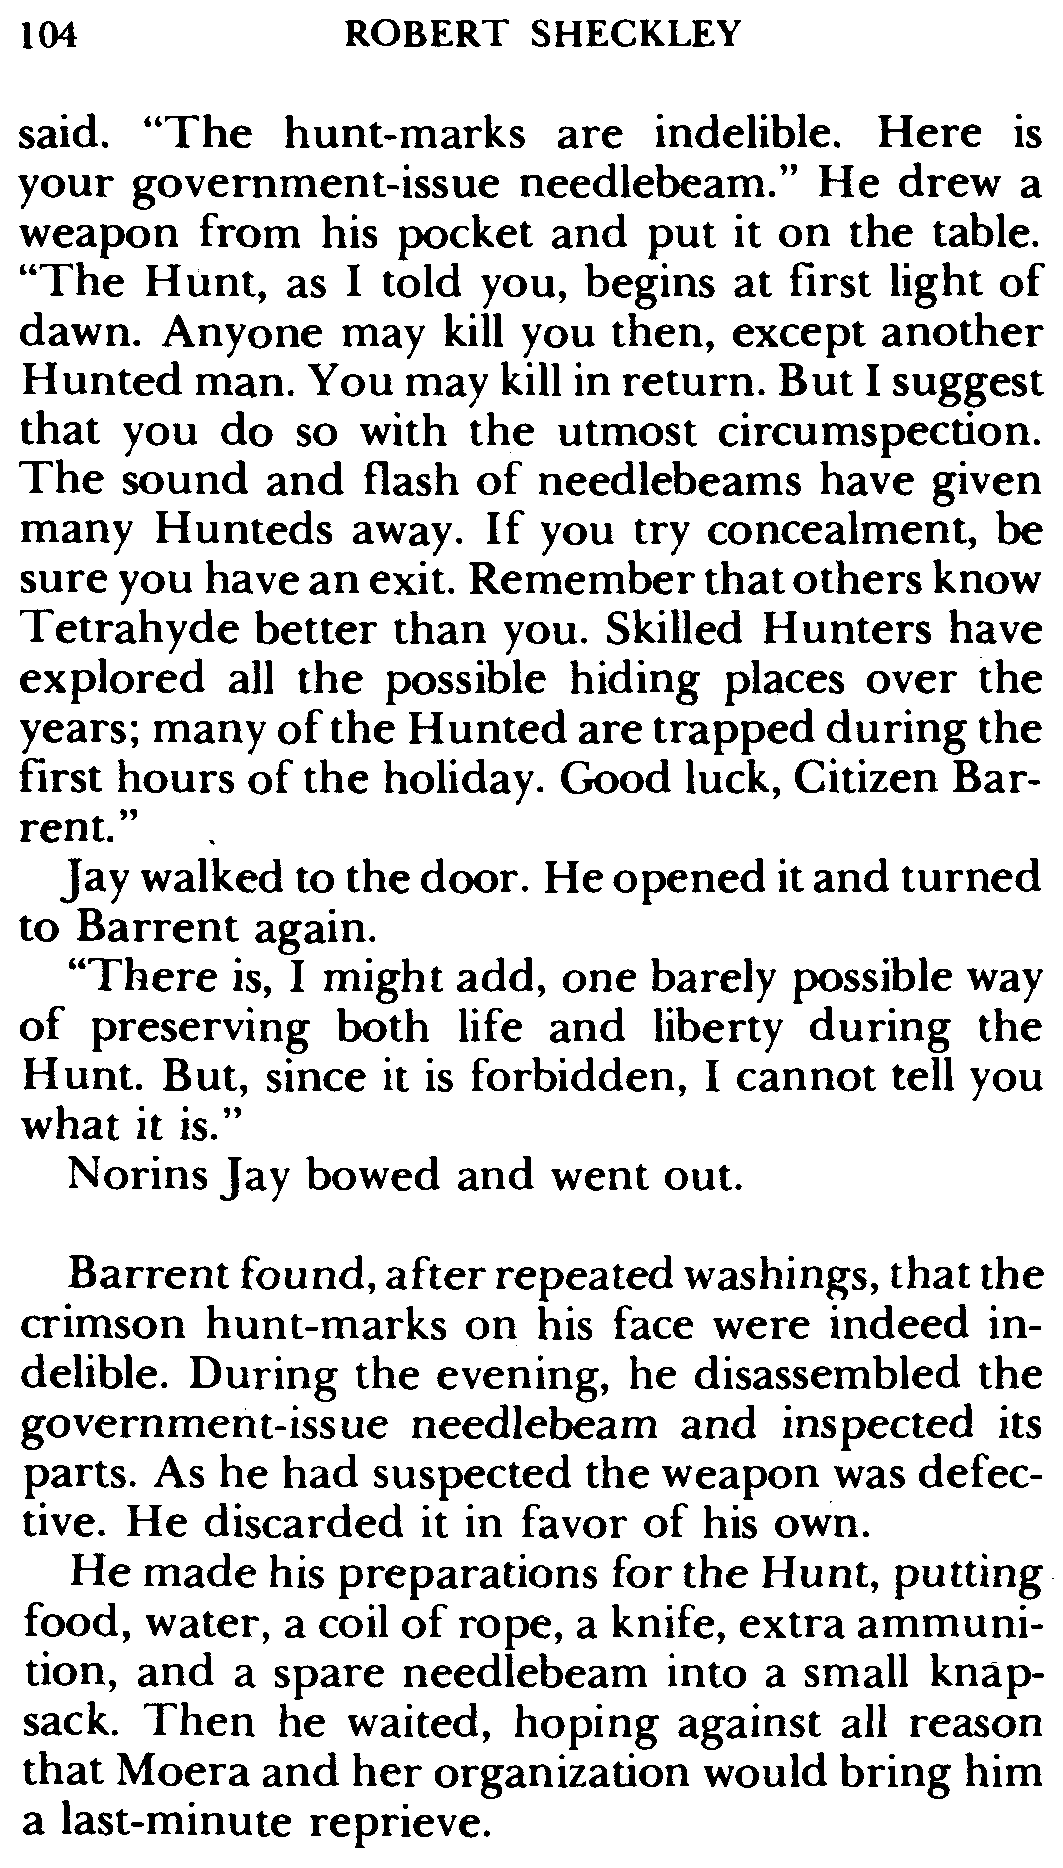 104 ROBERT SHECKLEY
said. “The hunt-marks are indelible. Here is
your government-issue needlebeam.” He drew a
weapon from his pocket and put it on the table.
“The Hunt, as I told you, begins at first light of
dawn. Anyone may kill you then, except another
Hunted man. You may kill in return. But I suggest
that you do so with the utmost circumspection.
The sound and flash of needlebeams have given
many Hunteds away. If you try concealment, be
sure you have an exit. Remember that others know
Tetrahyde better than you. Skilled Hunters have
explored all the possible hiding places over the
years; many of the Hunted are trapped during the
first hours of the holiday. Good luck, Citizen Bar-
rent.”
Jay walked to the door. He opened it and turned
to Barrent again.
“There is, I might add, one barely possible way
of preserving both life and liberty during the
Hunt. But, since it is forbidden, I cannot tell you
what it is.”
Norins Jay bowed and went out.
Barrent found, after repeated washings, that the
crimson hunt-marks on his face were indeed in-
delible. During the evening, he disassembled the
government-issue needlebeam and inspected its
parts. As he had suspected the weapon was defec-
tive. He discarded it in favor of his own.
He made his preparations for the Hunt, putting
food, water, a coil of rope, a knife, extra ammuni-
tion, and a spare needlebeam into a small knap-
sack. Then he waited, hoping against all reason
that Moera and her organization would bring him
a last-minute reprieve.